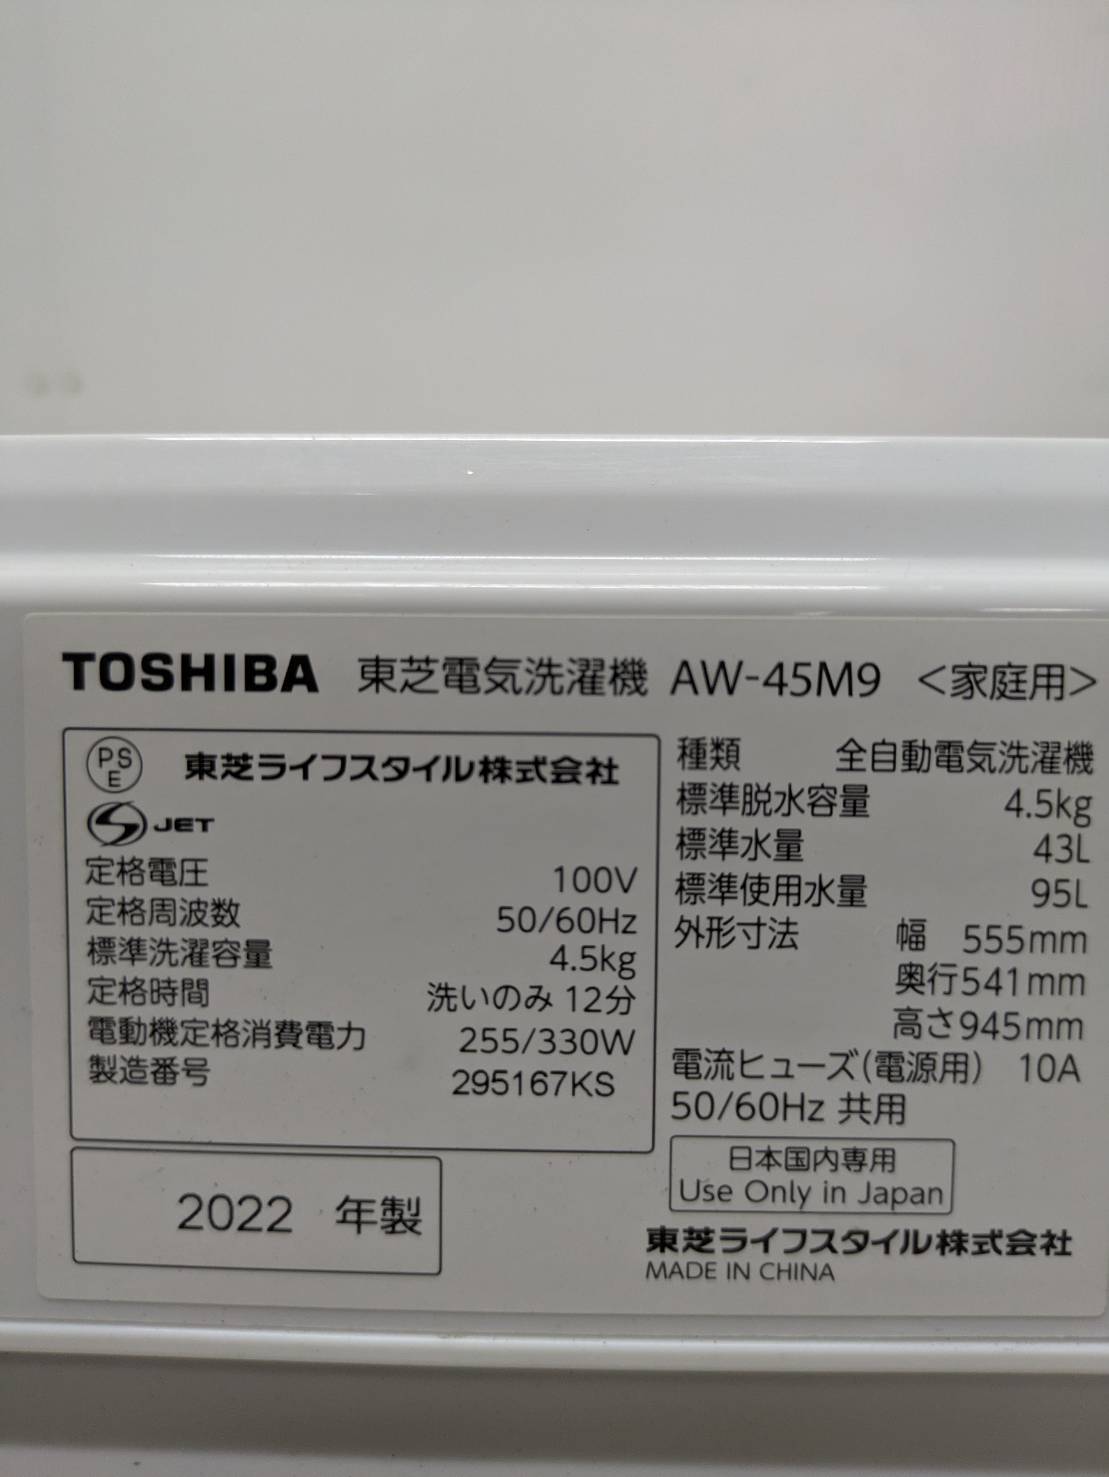 TOSHIBA 東芝電気洗濯機 AW-45M9 <家庭用>
PSE 東芝ライフスタイル株式会社
JET
定格電圧 100V
定格周波数 50/60Hz
標準洗濯容量 4.5kg
定格時間 洗いのみ 12分
電動機定格消費電力 255/330W
製造番号 295167KS
2022 年製
種類 全自動電気洗濯機
標準脱水容量 4.5kg
標準水量 43L
標準使用水量 95L
外形寸法 幅 555mm
奥行541mm
高さ945mm
電流ヒューズ(電源用) 10A
50/60Hz 共用
日本国内専用
Use Only in Japan
東芝ライフスタイル株式会社
MADE IN CHINA